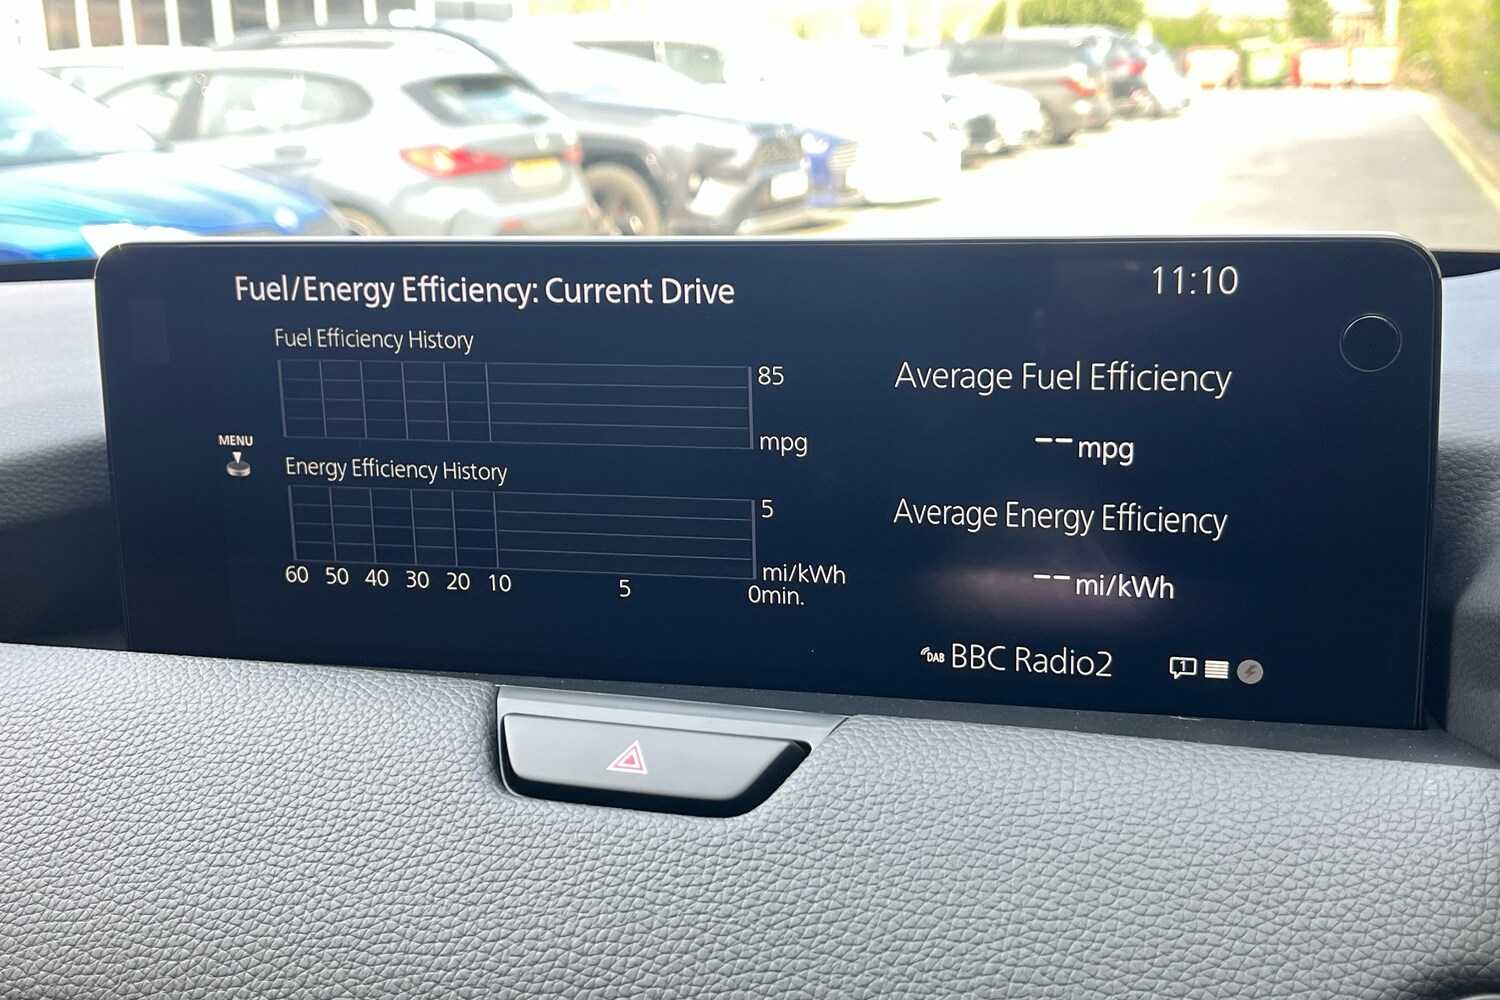 Fuel/Energy Efficiency: Current Drive
11:10
Fuel Efficiency History
85
mpg
Average Fuel Efficiency
-- mpg
MENU
Energy Efficiency History
5
mi/kWh
60 50 40 30 20 10 5 0min.
Average Energy Efficiency
-- mi/kWh
DAB BBC Radio2
1